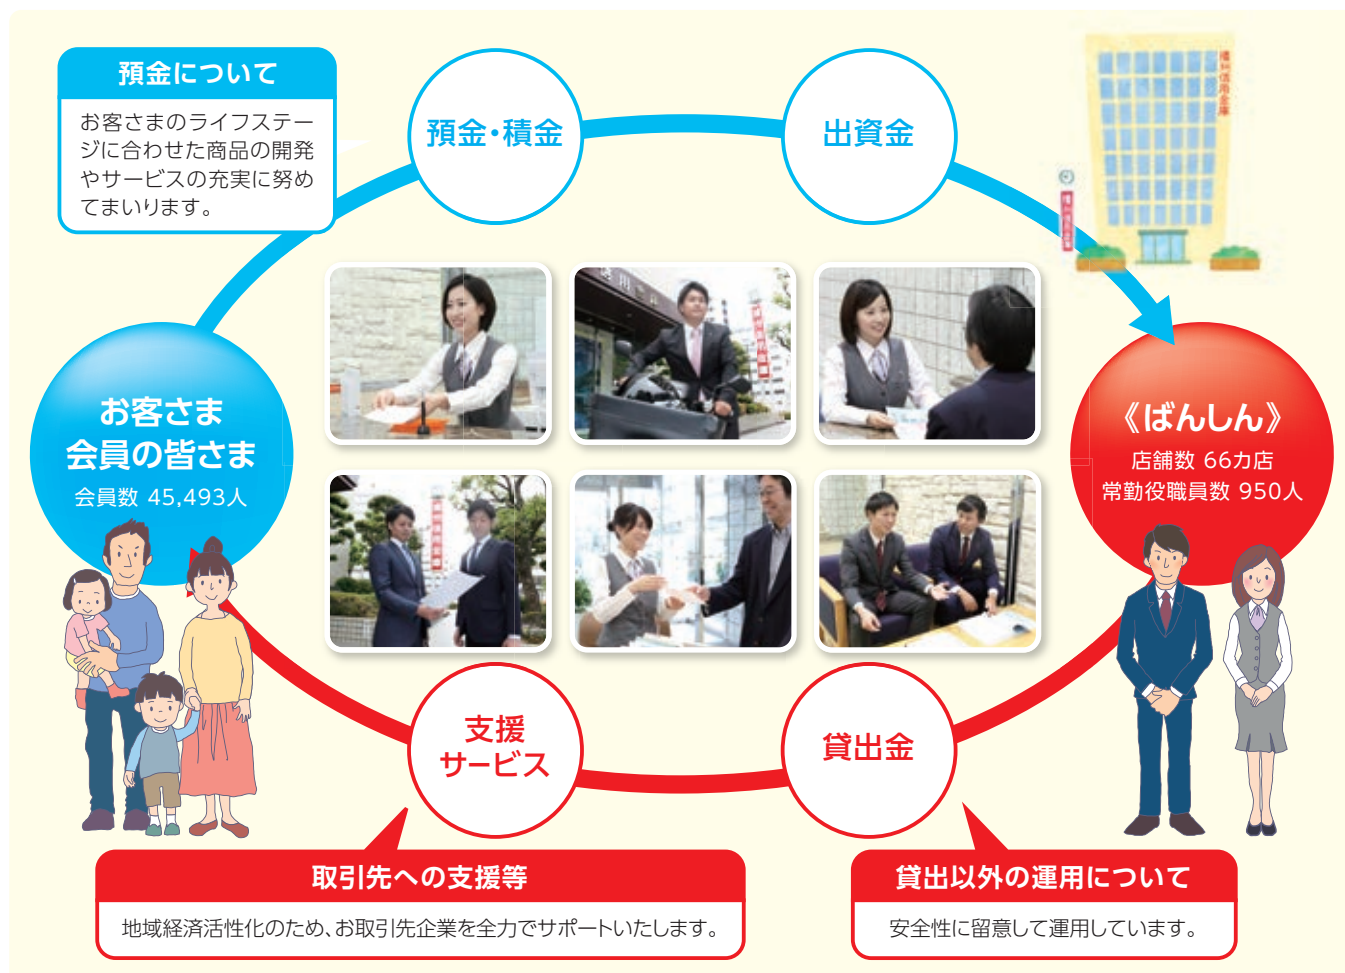 預金について
お客さまのライフステー
ジに合わせた商品の開発
やサービスの充実に努め
てまいります。
預金・積金
出資金
播州信用金庫
お客さま
会員の皆さま
会員数 45,493人
《ばんしん》
店舗数 66カ店
常勤役職員数 950人
支援
サービス
貸出金
取引先への支援等
地域経済活性化のため、お取引先企業を全力でサポートいたします。
貸出以外の運用について
安全性に留意して運用しています。